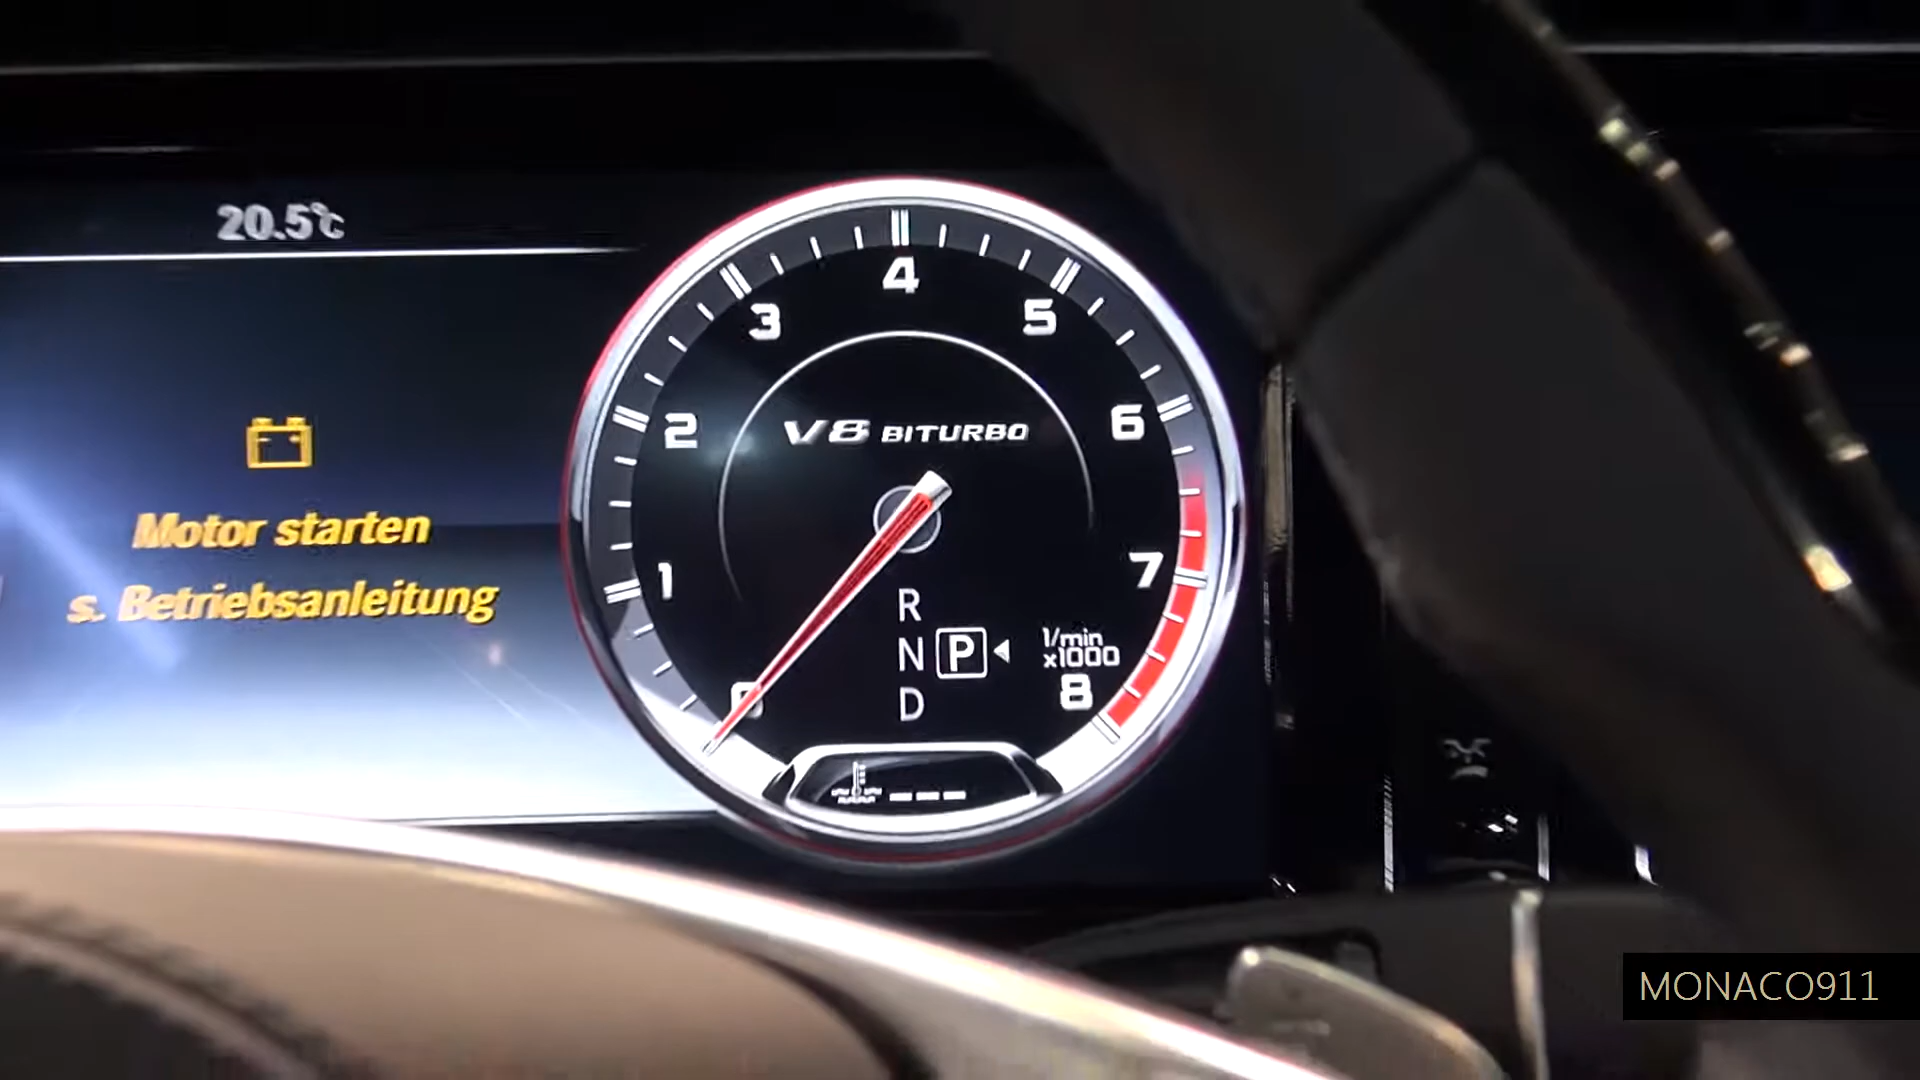 20.5°C
4
3
5
2
6
V8 BITURBO
Motor starten
1
7
s. Betriebsanleitung
R
N P
D
1/min
x1000
0
8
MONACO911